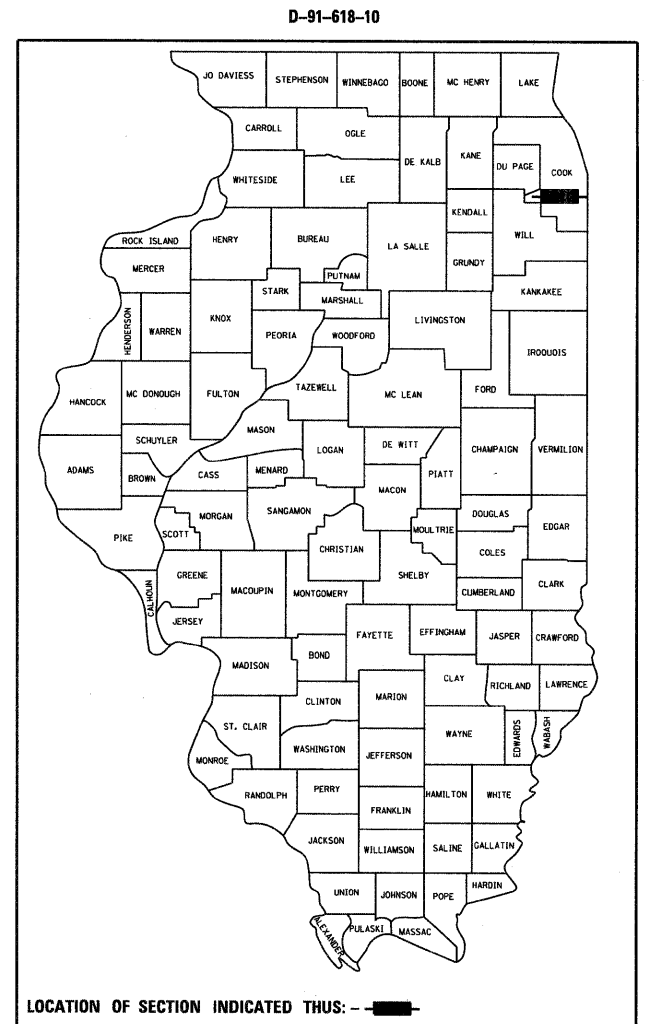 D-91-618-10
JO DAVIESS STEPHENSON WINNEBAGO BOONE MC HENRY LAKE
CARROLL OGLE
DE KALB KANE DU PAGE COOK
WHITESIDE LEE
KENDALL
ROCK ISLAND HENRY BUREAU LA SALLE WILL
MERCER PUTNAM GRUNDY
STARK MARSHALL KANKAKEE
HENDERSON WARREN KNOX PEORIA WOODFORD LIVINGSTON
IROQUOIS
HANCOCK MC DONOUGH FULTON TAZEWELL MC LEAN FORD
SCHUYLER MASON LOGAN DE WITT CHAMPAIGN VERMILION
ADAMS BROWN CASS MENARD PIATT
MACON
PIKE SCOTT MORGAN SANGAMON MOULTRIE DOUGLAS EDGAR
CHRISTIAN COLES
CALHOUN GREENE MACOUPIN MONTGOMERY SHELBY CUMBERLAND CLARK
JERSEY FAYETTE EFFINGHAM JASPER CRAWFORD
MADISON BOND
CLAY RICHLAND LAWRENCE
CLINTON MARION
ST. CLAIR WAYNE EDWARDS WABASH
MONROE WASHINGTON JEFFERSON
RANDOLPH PERRY HAMILTON WHITE
FRANKLIN
JACKSON WILLIAMSON SALINE GALLATIN
UNION JOHNSON POPE HARDIN
ALEXANDER PULASKI MASSAC
LOCATION OF SECTION INDICATED THUS: -